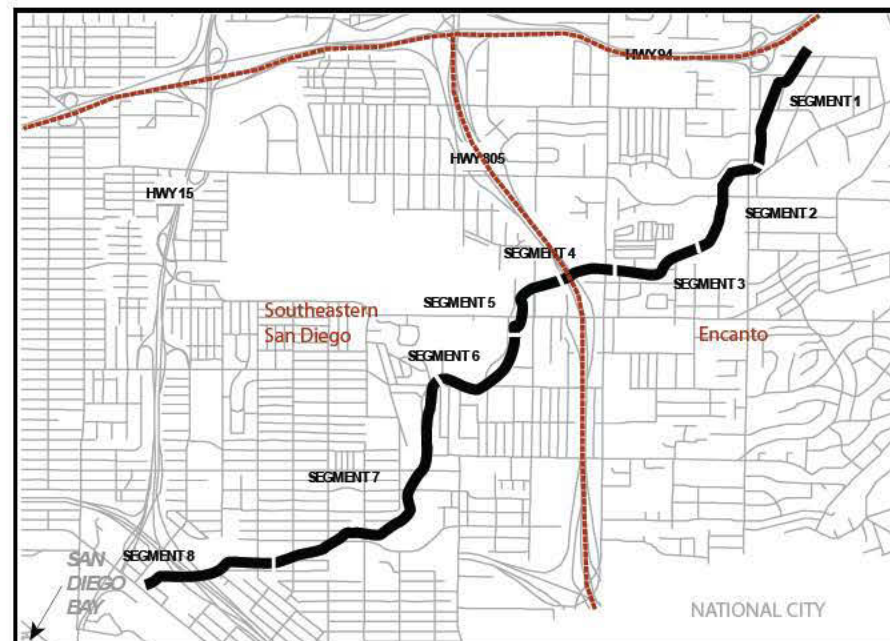 HWY 94
SEGMENT 1
HWY 805
HWY 15
SEGMENT 2
SEGMENT 4
SEGMENT 3
SEGMENT 5
Southeastern
San Diego
Encanto
SEGMENT 6
SEGMENT 7
SEGMENT 8
SAN
DIEGO
BAY
NATIONAL CITY